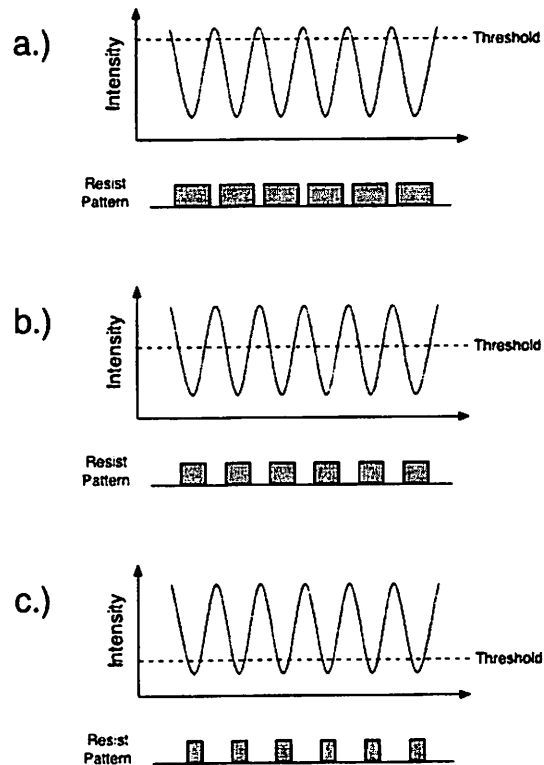 a.)
Intensity
Threshold
Resist
Pattern
b.)
Intensity
Threshold
Resist
Pattern
c.)
Intensity
Threshold
Resist
Pattern